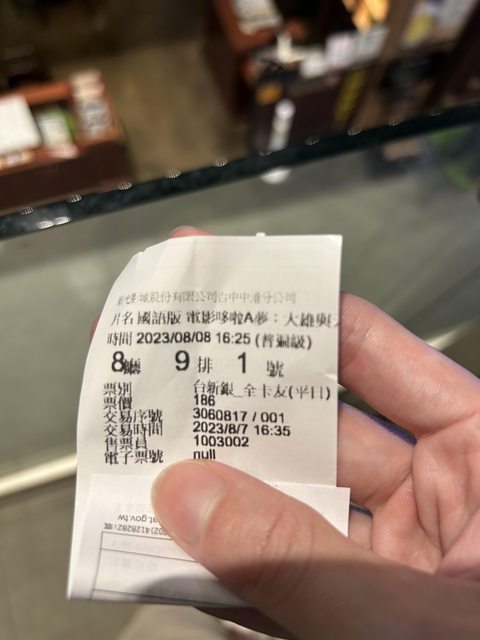 影城股份有限公司台中中港分公司
片名 國語版 電影哆啦A夢：大雄與
時間 2023/08/08 16:25 (普遍級)
8廳 9 排 1 號
票別 台新銀_全卡友(平日)
票價 186
交易序號 3060817 / 001
交易時間 2023/8/7 16:35
售票員 1003002
電子票號 null
at.gov.tw